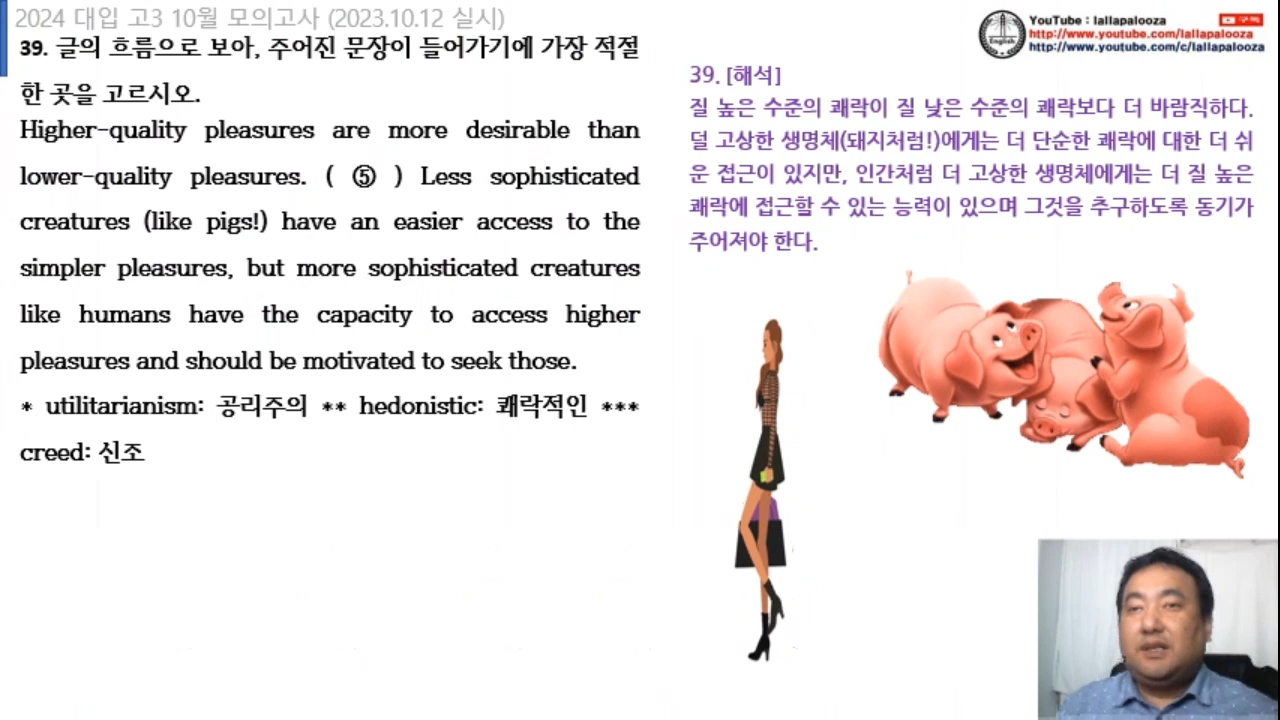 2024 대입 고3 10월 모의고사 (2023.10.12 실시)
39. 글의 흐름으로 보아, 주어진 문장이 들어가기에 가장 적절
한 곳을 고르시오.
Higher-quality pleasures are more desirable than
lower-quality pleasures. ( ⑤ ) Less sophisticated
creatures (like pigs!) have an easier access to the
simpler pleasures, but more sophisticated creatures
like humans have the capacity to access higher
pleasures and should be motivated to seek those.
* utilitarianism: 공리주의 ** hedonistic: 쾌락적인 ***
creed: 신조
English
YouTube : lallapalooza
구독
http://www.youtube.com/lallapalooza
http://www.youtube.com/c/lallapalooza
39. [해석]
질 높은 수준의 쾌락이 질 낮은 수준의 쾌락보다 더 바람직하다.
덜 고상한 생명체(돼지처럼!)에게는 더 단순한 쾌락에 대한 더 쉬
운 접근이 있지만, 인간처럼 더 고상한 생명체에게는 더 질 높은
쾌락에 접근할 수 있는 능력이 있으며 그것을 추구하도록 동기가
주어져야 한다.